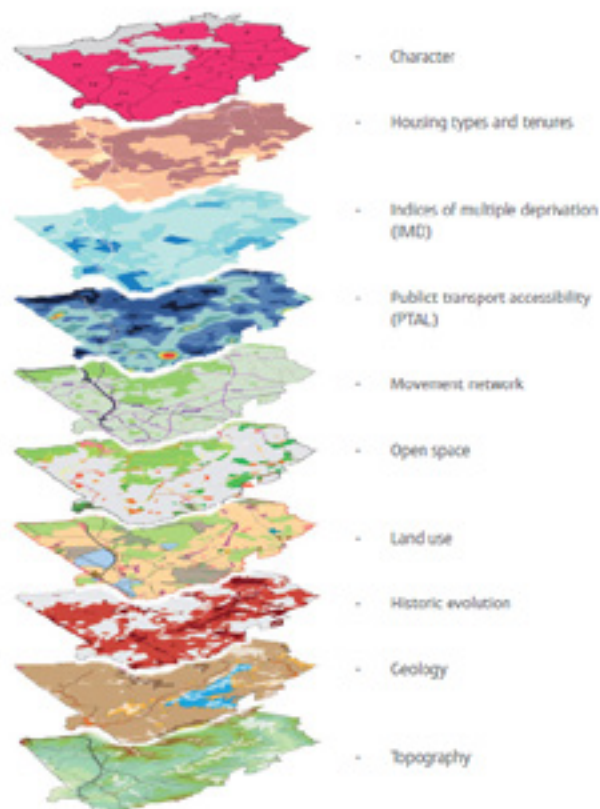 - Character
- Housing types and tenures
- Indices of multiple deprivation
(IMD)
- Publict transport accessibility
(PTAL)
- Movement network
- Open space
- Land use
- Historic evolution
- Geology
- Topography